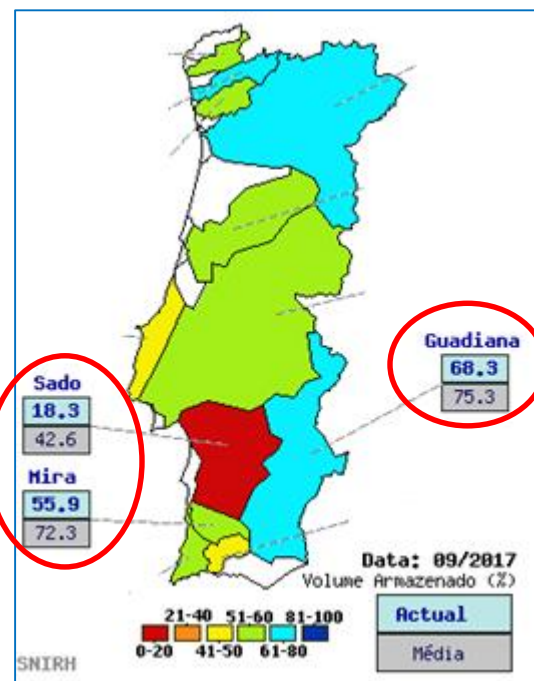 Guadiana
68.3
75.3
Sado
18.3
42.6
Mira
55.9
72.3
Data: 09/2017
Volume Armazenado (%)
21-40 51-60 81-100
0-20 41-50 61-80
Actual
Média
SNIRH